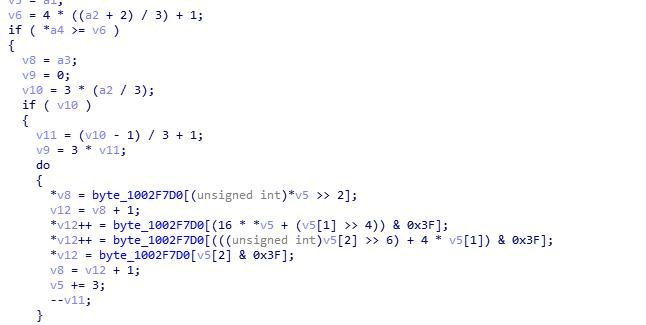 v5 = a1;
v6 = 4 * ((a2 + 2) / 3) + 1;
if ( *a4 >= v6 )
{
v8 = a3;
v9 = 0;
v10 = 3 * (a2 / 3);
if ( v10 )
{
v11 = (v10 - 1) / 3 + 1;
v9 = 3 * v11;
do
{
*v8 = byte_1002F7D0[(unsigned int)*v5 >> 2];
v12 = v8 + 1;
*v12++ = byte_1002F7D0[(16 * *v5 + (v5[1] >> 4)) & 0x3F];
*v12++ = byte_1002F7D0[(((unsigned int)v5[2] >> 6) + 4 * v5[1]) & 0x3F];
*v12 = byte_1002F7D0[v5[2] & 0x3F];
v8 = v12 + 1;
v5 += 3;
--v11;
}